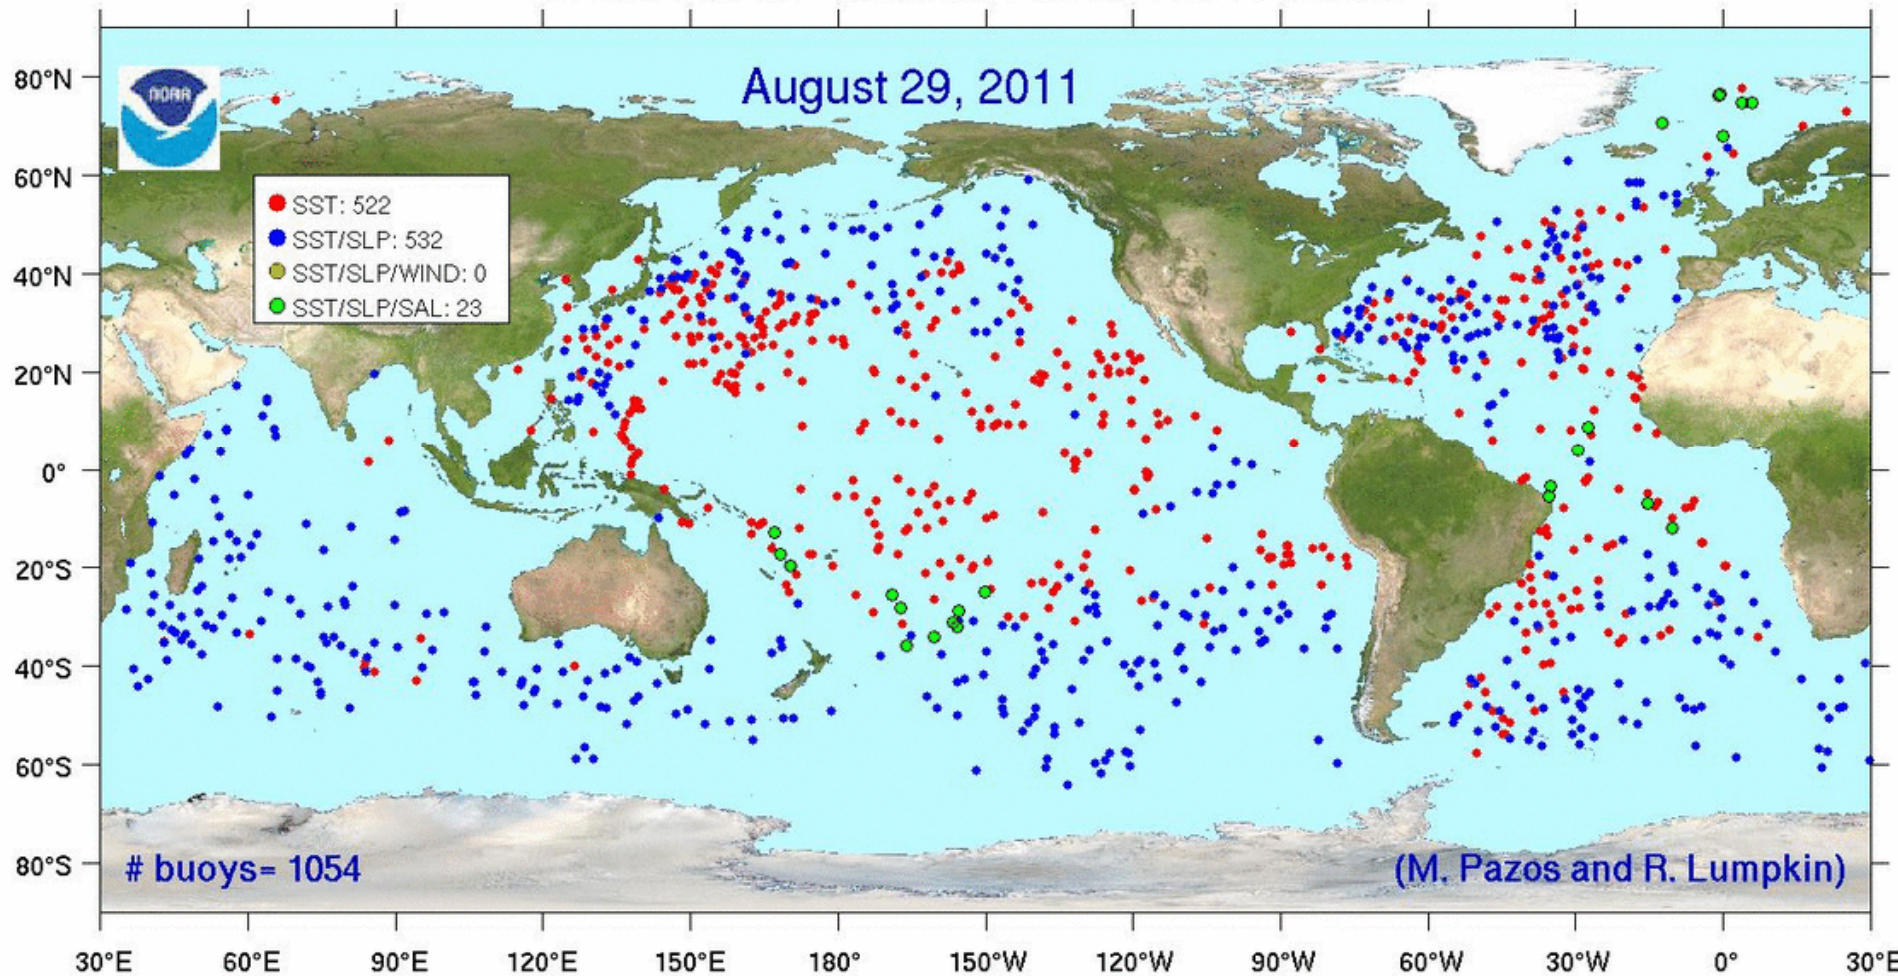 August 29, 2011
NOAA
SST: 522
SST/SLP: 532
SST/SLP/WIND: 0
SST/SLP/SAL: 23
# buoys= 1054
(M. Pazos and R. Lumpkin)
80°N
60°N
40°N
20°N
0°
20°S
40°S
60°S
80°S
30°E 60°E 90°E 120°E 150°E 180° 150°W 120°W 90°W 60°W 30°W 0° 30°E